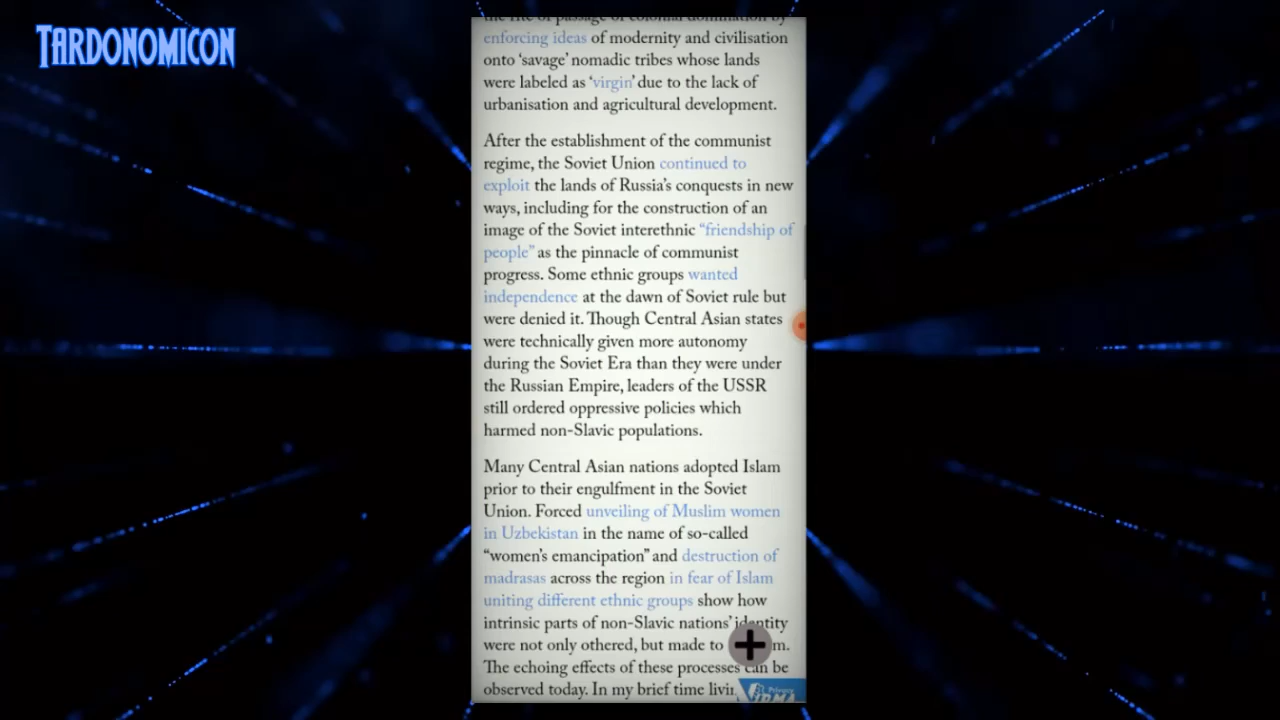 TARDONOMICON
the rite of passage of colonial domination by
enforcing ideas of modernity and civilisation
onto ‘savage’ nomadic tribes whose lands
were labeled as ‘virgin’ due to the lack of
urbanisation and agricultural development.
After the establishment of the communist
regime, the Soviet Union continued to
exploit the lands of Russia’s conquests in new
ways, including for the construction of an
image of the Soviet interethnic “friendship of
people” as the pinnacle of communist
progress. Some ethnic groups wanted
independence at the dawn of Soviet rule but
were denied it. Though Central Asian states
were technically given more autonomy
during the Soviet Era than they were under
the Russian Empire, leaders of the USSR
still ordered oppressive policies which
harmed non-Slavic populations.
Many Central Asian nations adopted Islam
prior to their engulfment in the Soviet
Union. Forced unveiling of Muslim women
in Uzbekistan in the name of so-called
“women’s emancipation” and destruction of
madrasas across the region in fear of Islam
uniting different ethnic groups show how
intrinsic parts of non-Slavic nations’ identity
were not only othered, but made to
The echoing effects of these processes can be
observed today. In my brief time
Privacy